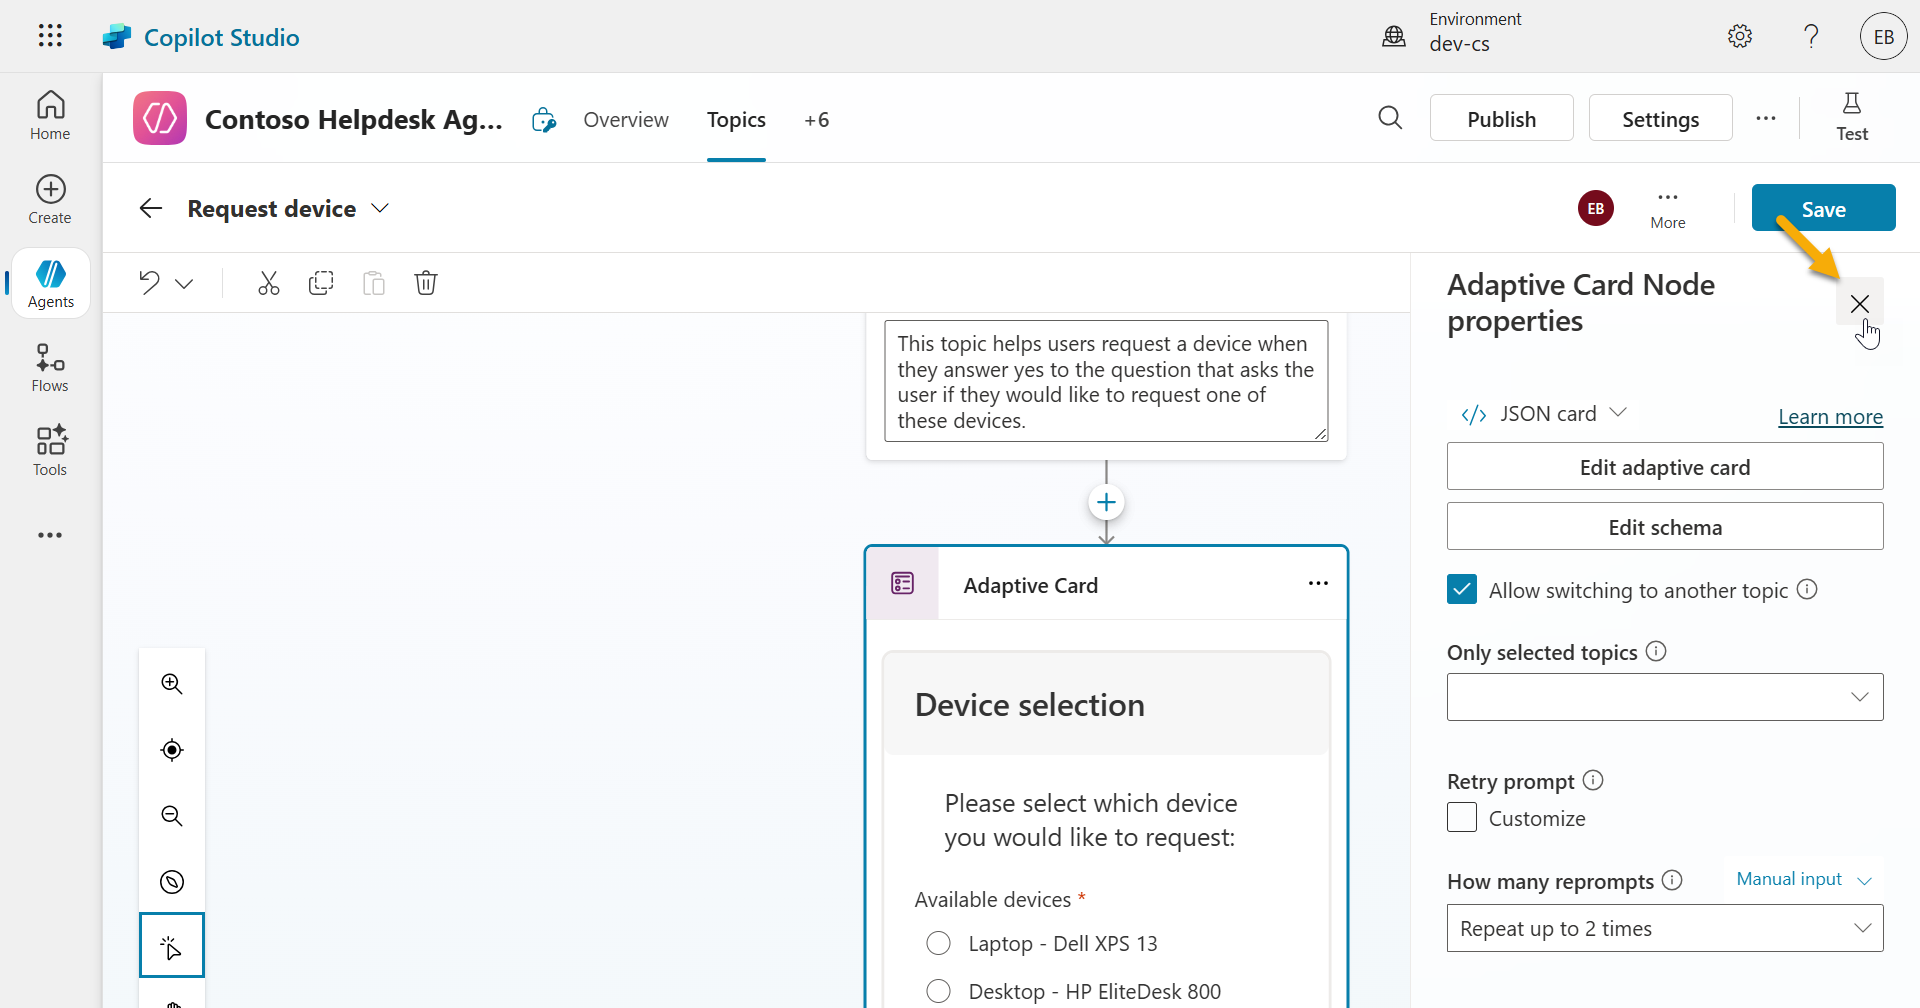 Copilot Studio
Environment
dev-cs
EB
Home
Create
Agents
Flows
Tools
Contoso Helpdesk Ag...
Overview
Topics
+6
Publish
Settings
Test
Request device
EB
More
Save
This topic helps users request a device when
they answer yes to the question that asks the
user if they would like to request one of
these devices.
Adaptive Card
Device selection
Please select which device
you would like to request:
Available devices *
Laptop - Dell XPS 13
Desktop - HP EliteDesk 800
Adaptive Card Node
properties
JSON card
Learn more
Edit adaptive card
Edit schema
Allow switching to another topic
Only selected topics
Retry prompt
Customize
How many reprompts
Manual input
Repeat up to 2 times